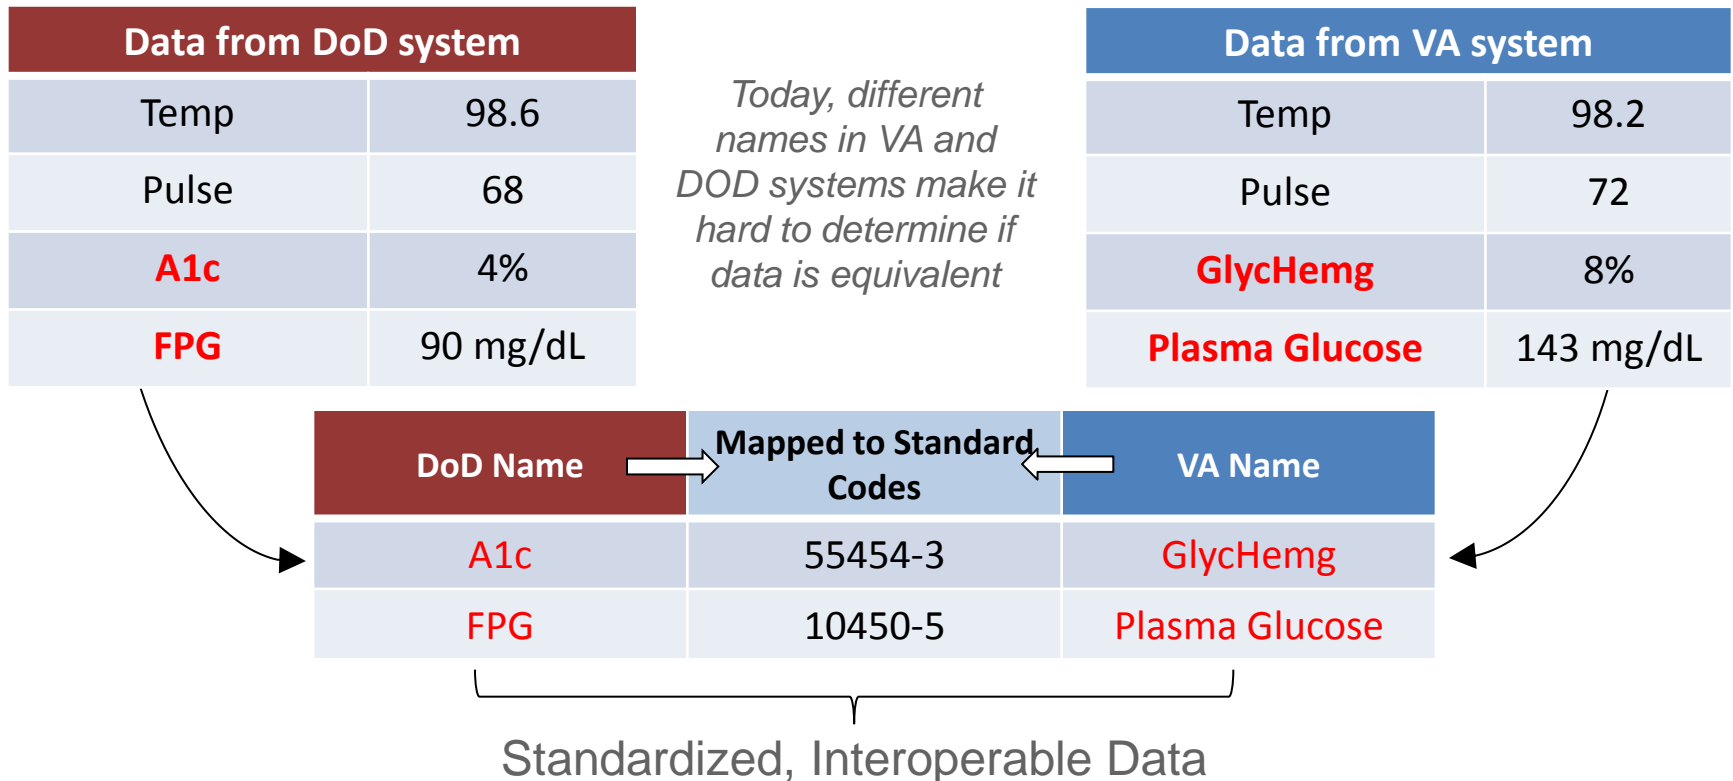 Data from DoD system
Temp 98.6
Pulse 68
A1c 4%
FPG 90 mg/dL
Today, different
names in VA and
DOD systems make it
hard to determine if
data is equivalent
Data from VA system
Temp 98.2
Pulse 72
GlycHemg 8%
Plasma Glucose 143 mg/dL
DoD Name Mapped to Standard Codes VA Name
A1c 55454-3 GlycHemg
FPG 10450-5 Plasma Glucose
Standardized, Interoperable Data